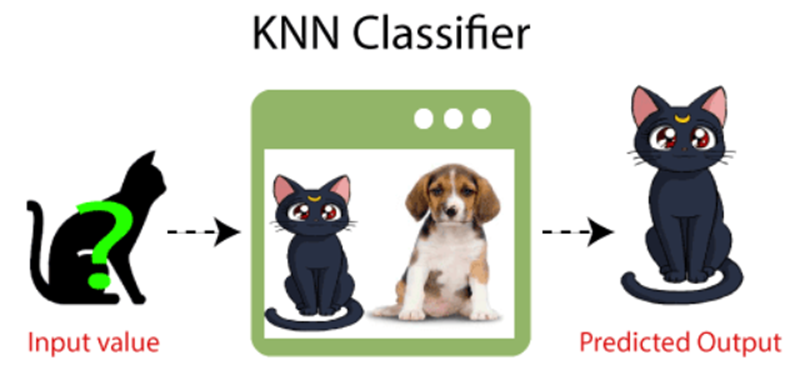 KNN Classifier
?
Input value
Predicted Output